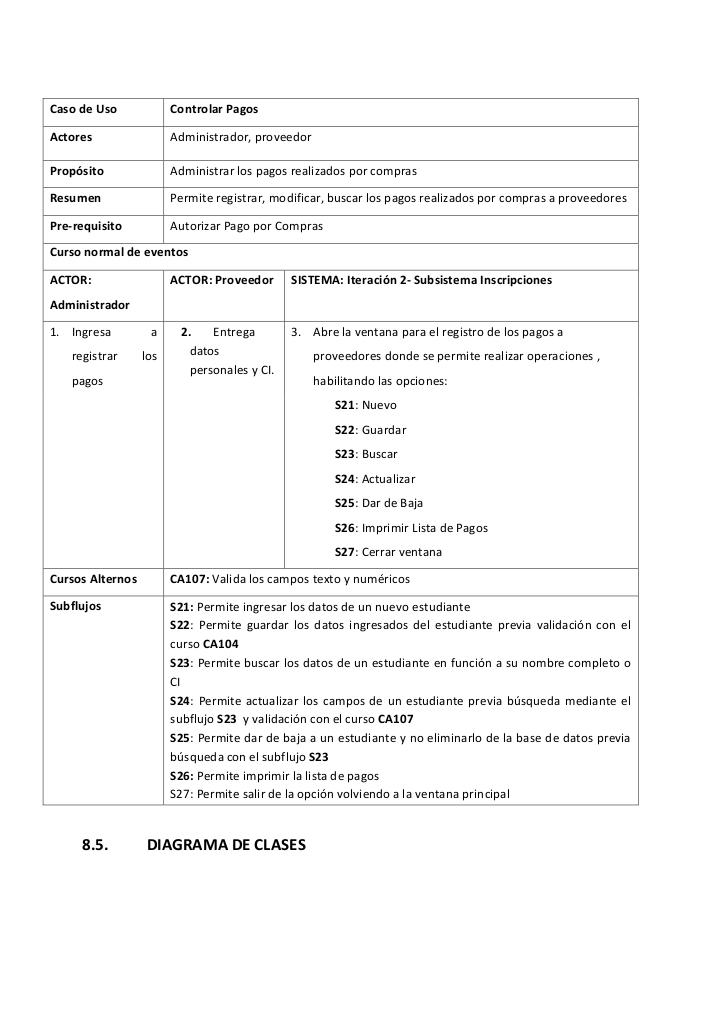 Caso de Uso Controlar Pagos
Actores Administrador, proveedor
Propósito Administrar los pagos realizados por compras
Resumen Permite registrar, modificar, buscar los pagos realizados por compras a proveedores
Pre-requisito Autorizar Pago por Compras
Curso normal de eventos
ACTOR:
Administrador
ACTOR: Proveedor
SISTEMA: Iteración 2- Subsistema Inscripciones
1. Ingresa a
registrar los
pagos
2. Entrega
datos
personales y CI.
3. Abre la ventana para el registro de los pagos a
proveedores donde se permite realizar operaciones ,
habilitando las opciones:
S21: Nuevo
S22: Guardar
S23: Buscar
S24: Actualizar
S25: Dar de Baja
S26: Imprimir Lista de Pagos
S27: Cerrar ventana
Cursos Alternos CA107: Valida los campos texto y numéricos
Subflujos
S21: Permite ingresar los datos de un nuevo estudiante
S22: Permite guardar los datos ingresados del estudiante previa validación con el
curso CA104
S23: Permite buscar los datos de un estudiante en función a su nombre completo o
CI
S24: Permite actualizar los campos de un estudiante previa búsqueda mediante el
subflujo S23 y validación con el curso CA107
S25: Permite dar de baja a un estudiante y no eliminarlo de la base de datos previa
búsqueda con el subflujo S23
S26: Permite imprimir la lista de pagos
S27: Permite salir de la opción volviendo a la ventana principal
8.5. DIAGRAMA DE CLASES